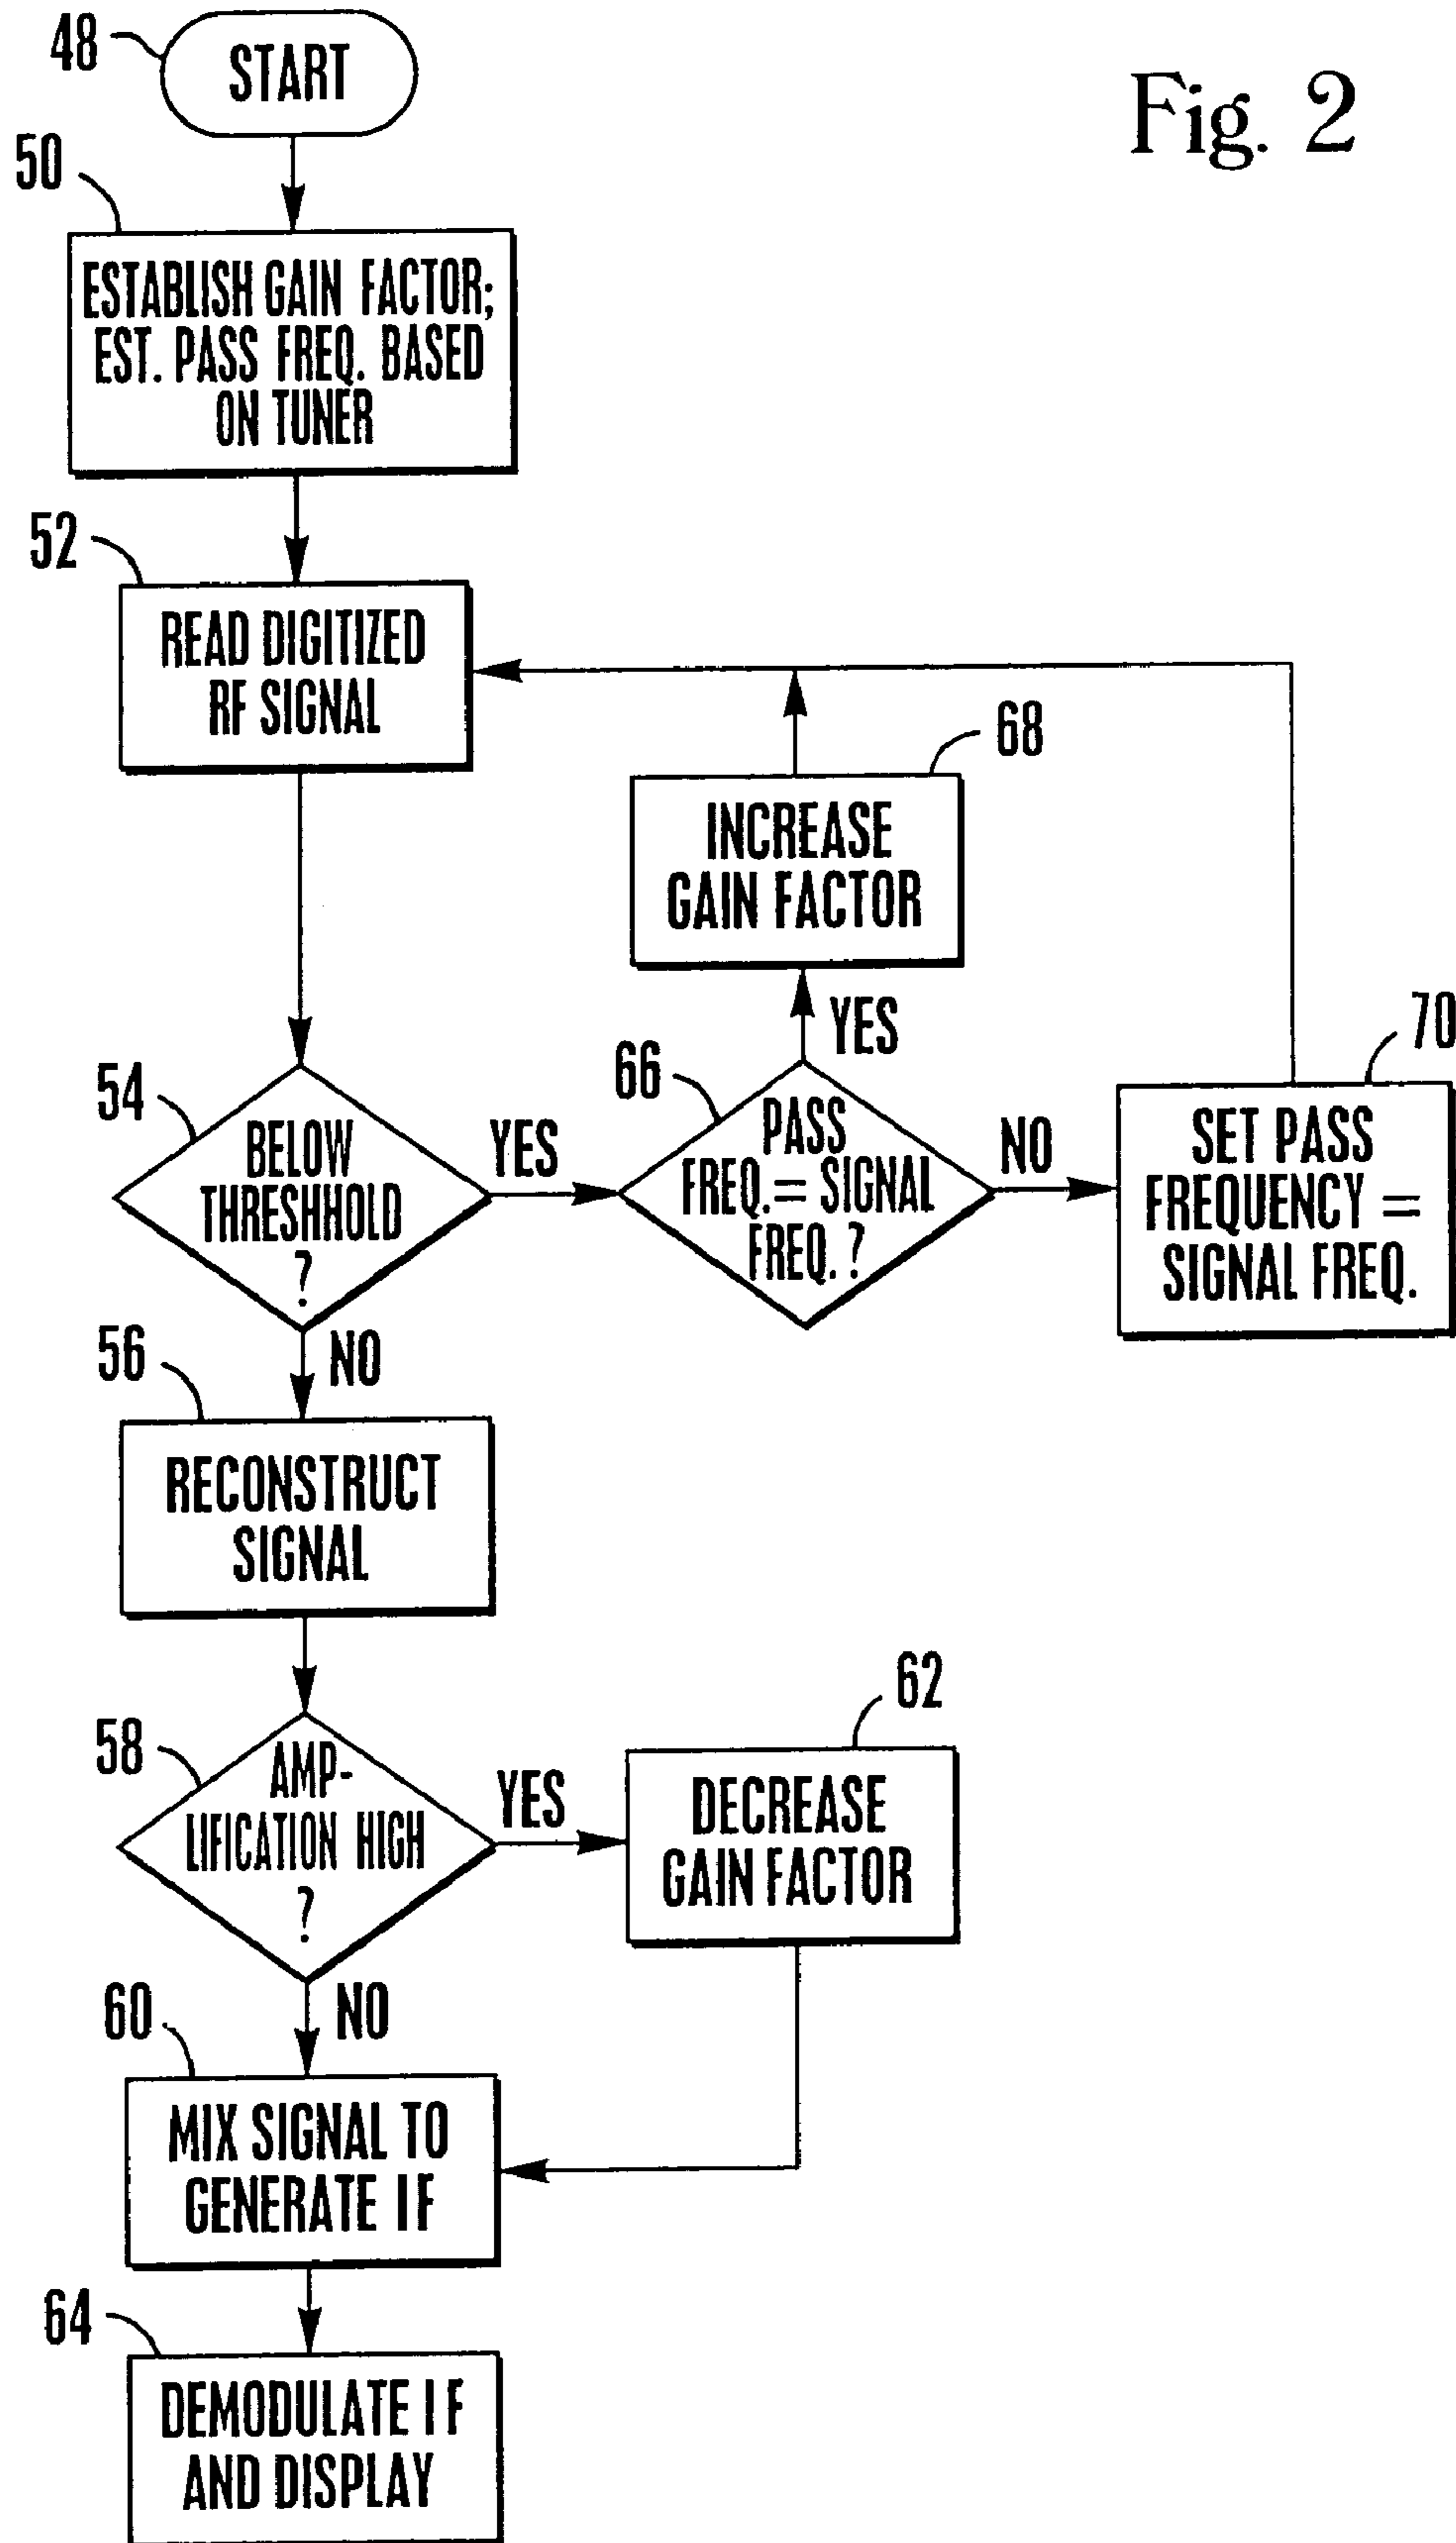 Fig. 2
48
START
50
ESTABLISH GAIN FACTOR;
EST. PASS FREQ. BASED
ON TUNER
52
READ DIGITIZED
RF SIGNAL
68
INCREASE
GAIN FACTOR
54
BELOW
THRESHHOLD
?
YES
66
PASS
FREQ. = SIGNAL
FREQ. ?
YES
NO
70
SET PASS
FREQUENCY =
SIGNAL FREQ.
NO
56
RECONSTRUCT
SIGNAL
58
AMP-
LIFICATION HIGH
?
YES
62
DECREASE
GAIN FACTOR
NO
60
MIX SIGNAL TO
GENERATE IF
64
DEMODULATE IF
AND DISPLAY